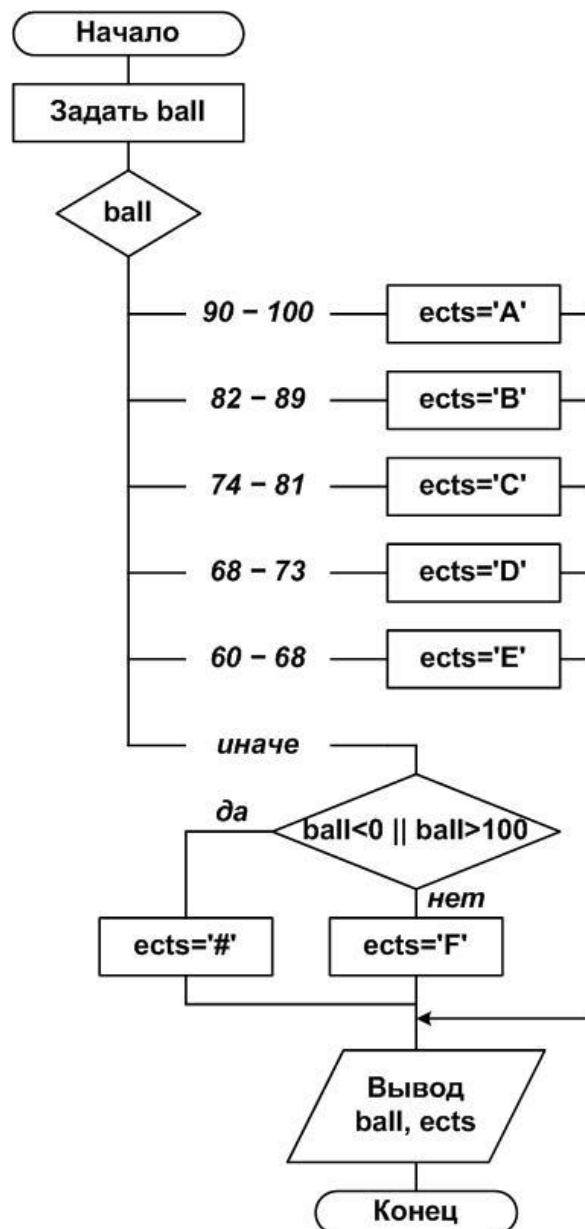 Начало
Задать ball
ball
90 − 100
ects='A'
82 − 89
ects='B'
74 − 81
ects='C'
68 − 73
ects='D'
60 − 68
ects='E'
иначе
да
ball<0 || ball>100
нет
ects='#'
ects='F'
Вывод
ball, ects
Конец